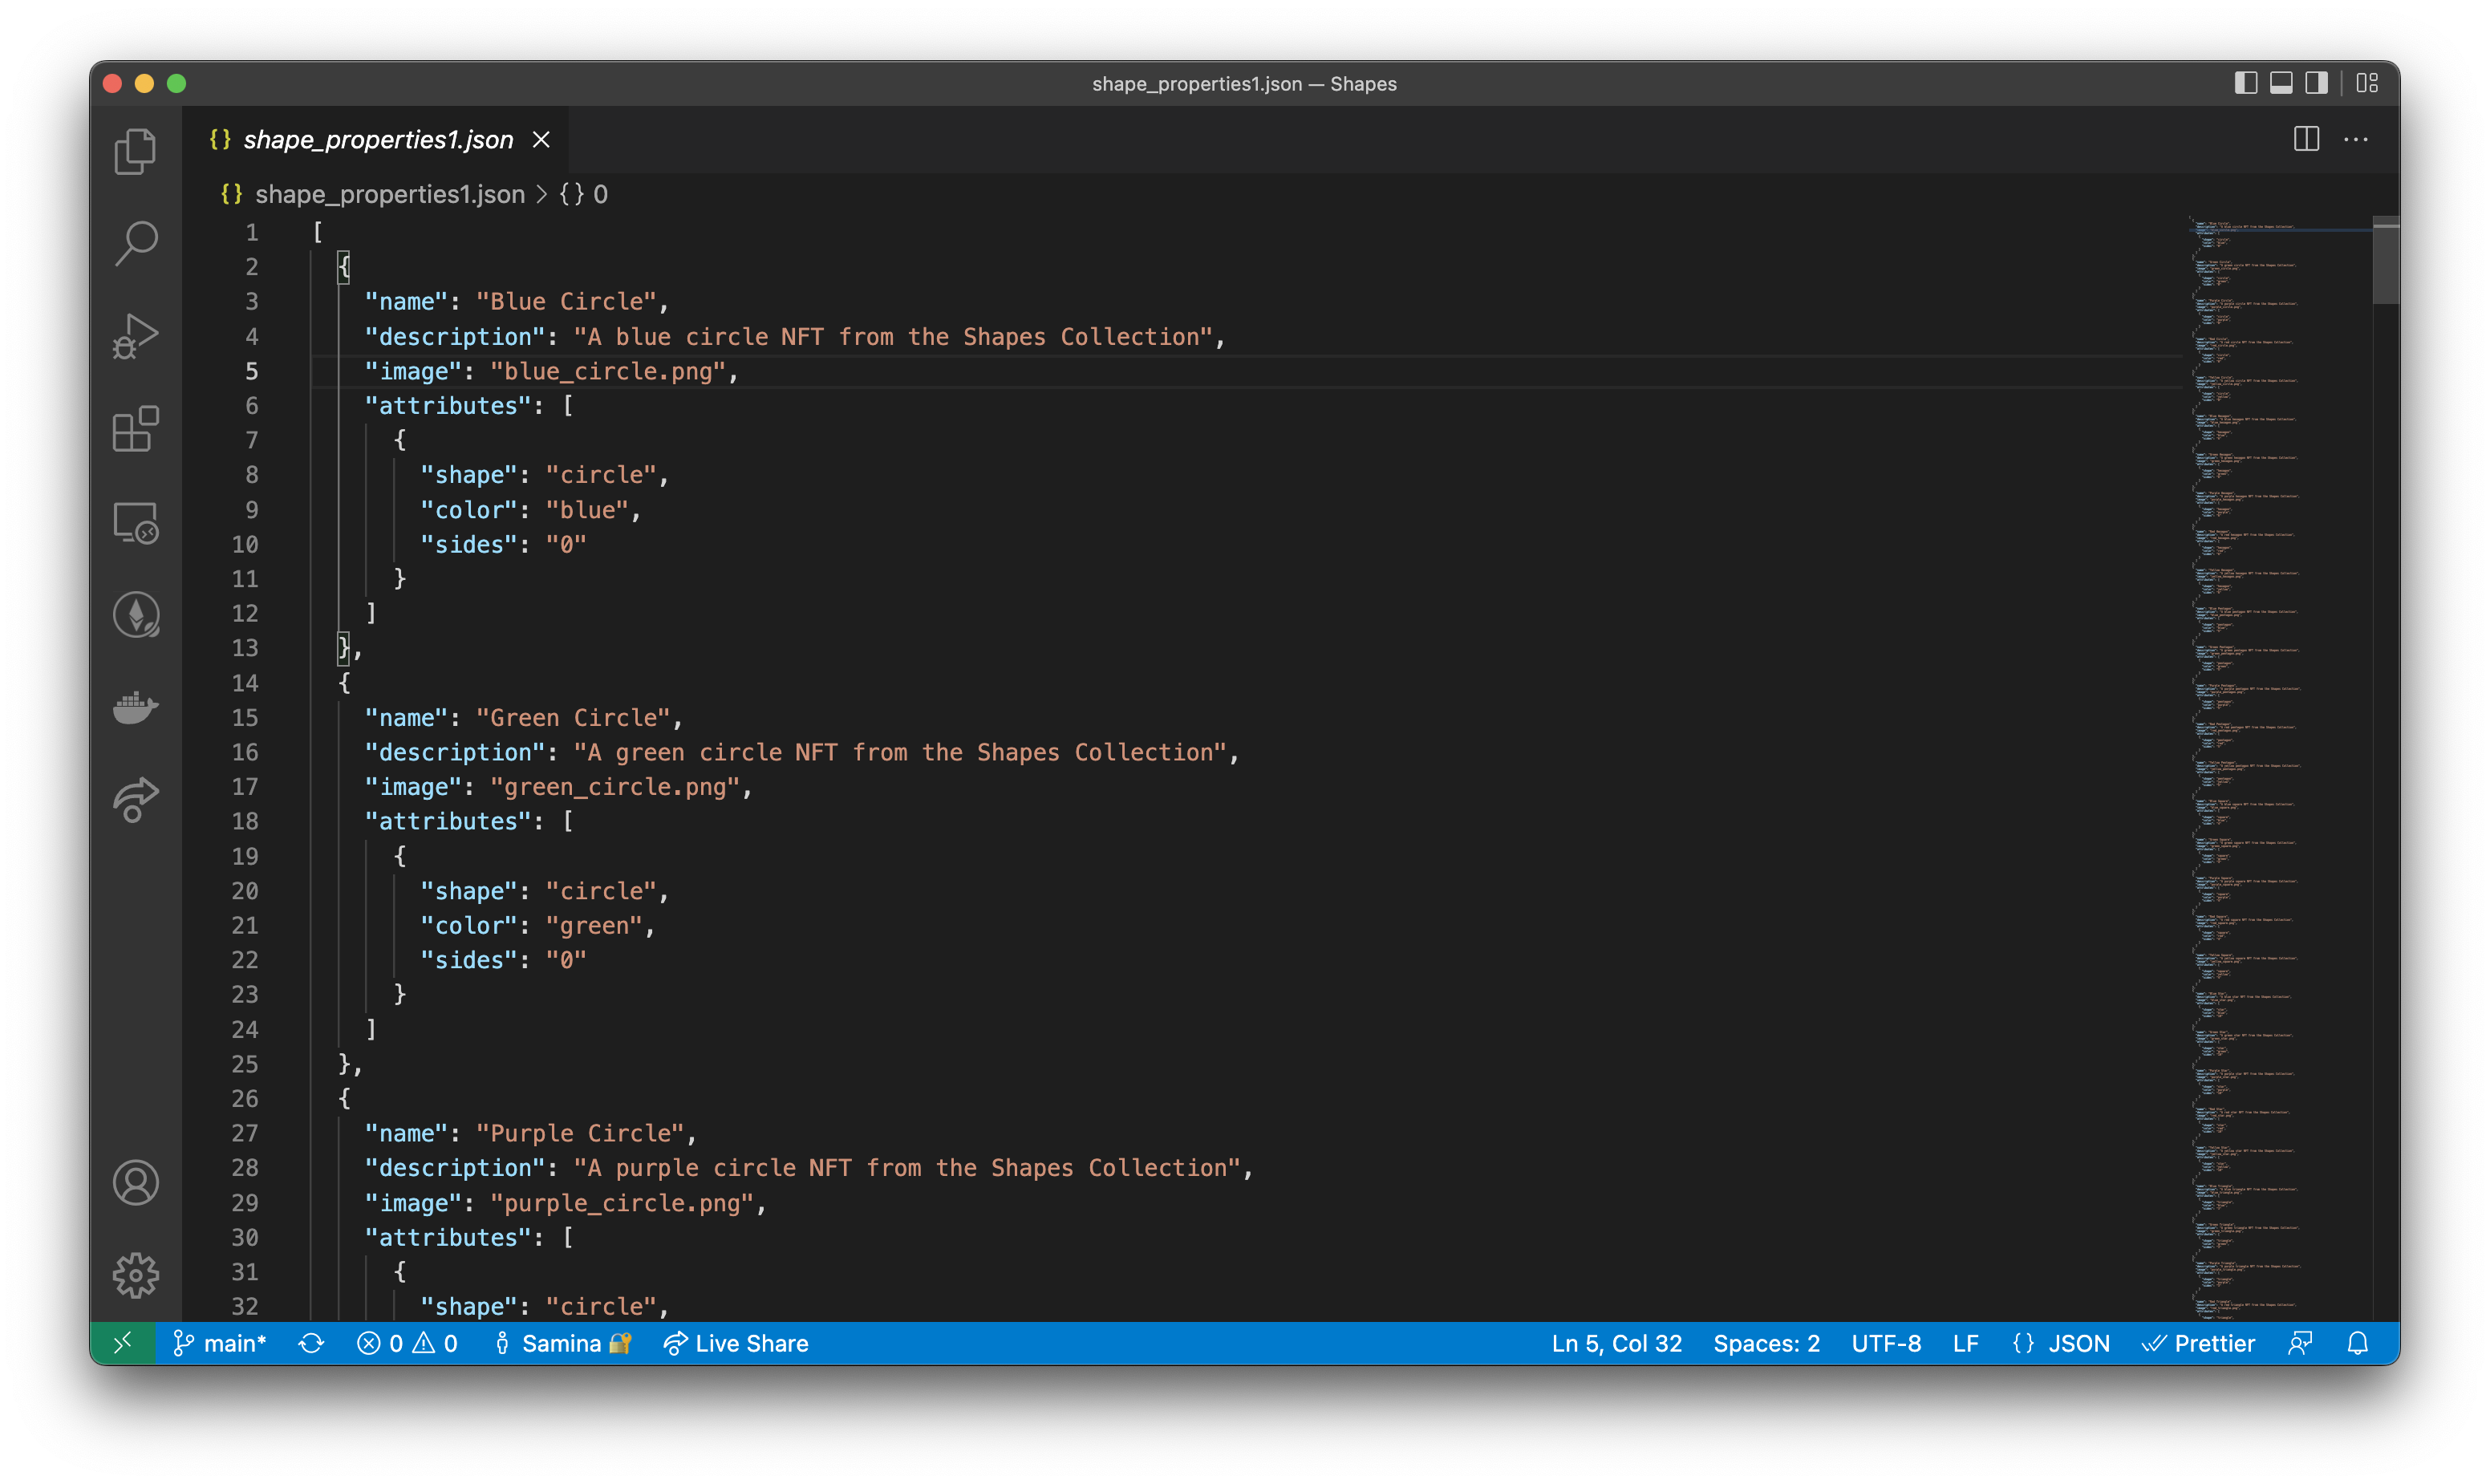 shape_properties1.json — Shapes
{} shape_properties1.json
{} shape_properties1.json > {} 0
1 [
2 {
3 "name": "Blue Circle",
4 "description": "A blue circle NFT from the Shapes Collection",
5 "image": "blue_circle.png",
6 "attributes": [
7 {
8 "shape": "circle",
9 "color": "blue",
10 "sides": "0"
11 }
12 ]
13 },
14 {
15 "name": "Green Circle",
16 "description": "A green circle NFT from the Shapes Collection",
17 "image": "green_circle.png",
18 "attributes": [
19 {
20 "shape": "circle",
21 "color": "green",
22 "sides": "0"
23 }
24 ]
25 },
26 {
27 "name": "Purple Circle",
28 "description": "A purple circle NFT from the Shapes Collection",
29 "image": "purple_circle.png",
30 "attributes": [
31 {
32 "shape": "circle",
main* 0 0 Samina 🔐 Live Share Ln 5, Col 32 Spaces: 2 UTF-8 LF {} JSON Prettier